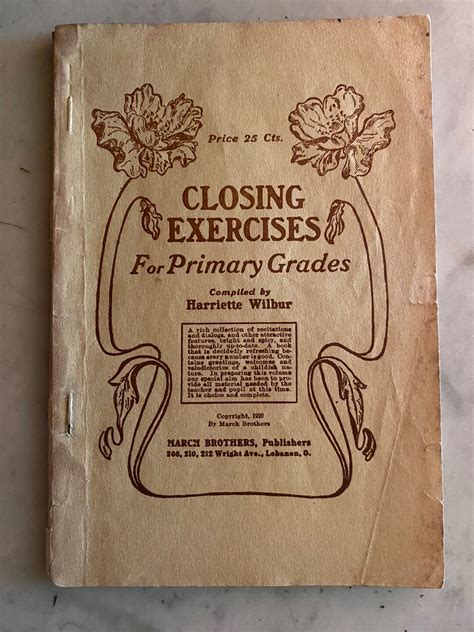 Price 25 Cts.
CLOSING
EXERCISES
For Primary Grades
Compiled by
Harriette Wilbur
A rich collection of recitations
and dialogs, and other attractive
features, bright and spicy, and
thoroughly up-to-date. A book
that is decidedly refreshing be-
cause every number is good. Con-
tains greetings, welcomes and
valedictories of a childish na-
ture. In preparing this volume
our special aim has been to pro-
vide all material needed by the
teacher and pupil at this time.
It is choice and complete.
Copyright, 1910
By March Brothers
MARCH BROTHERS, Publishers
208, 210, 212 Wright Ave., Lebanon, O.